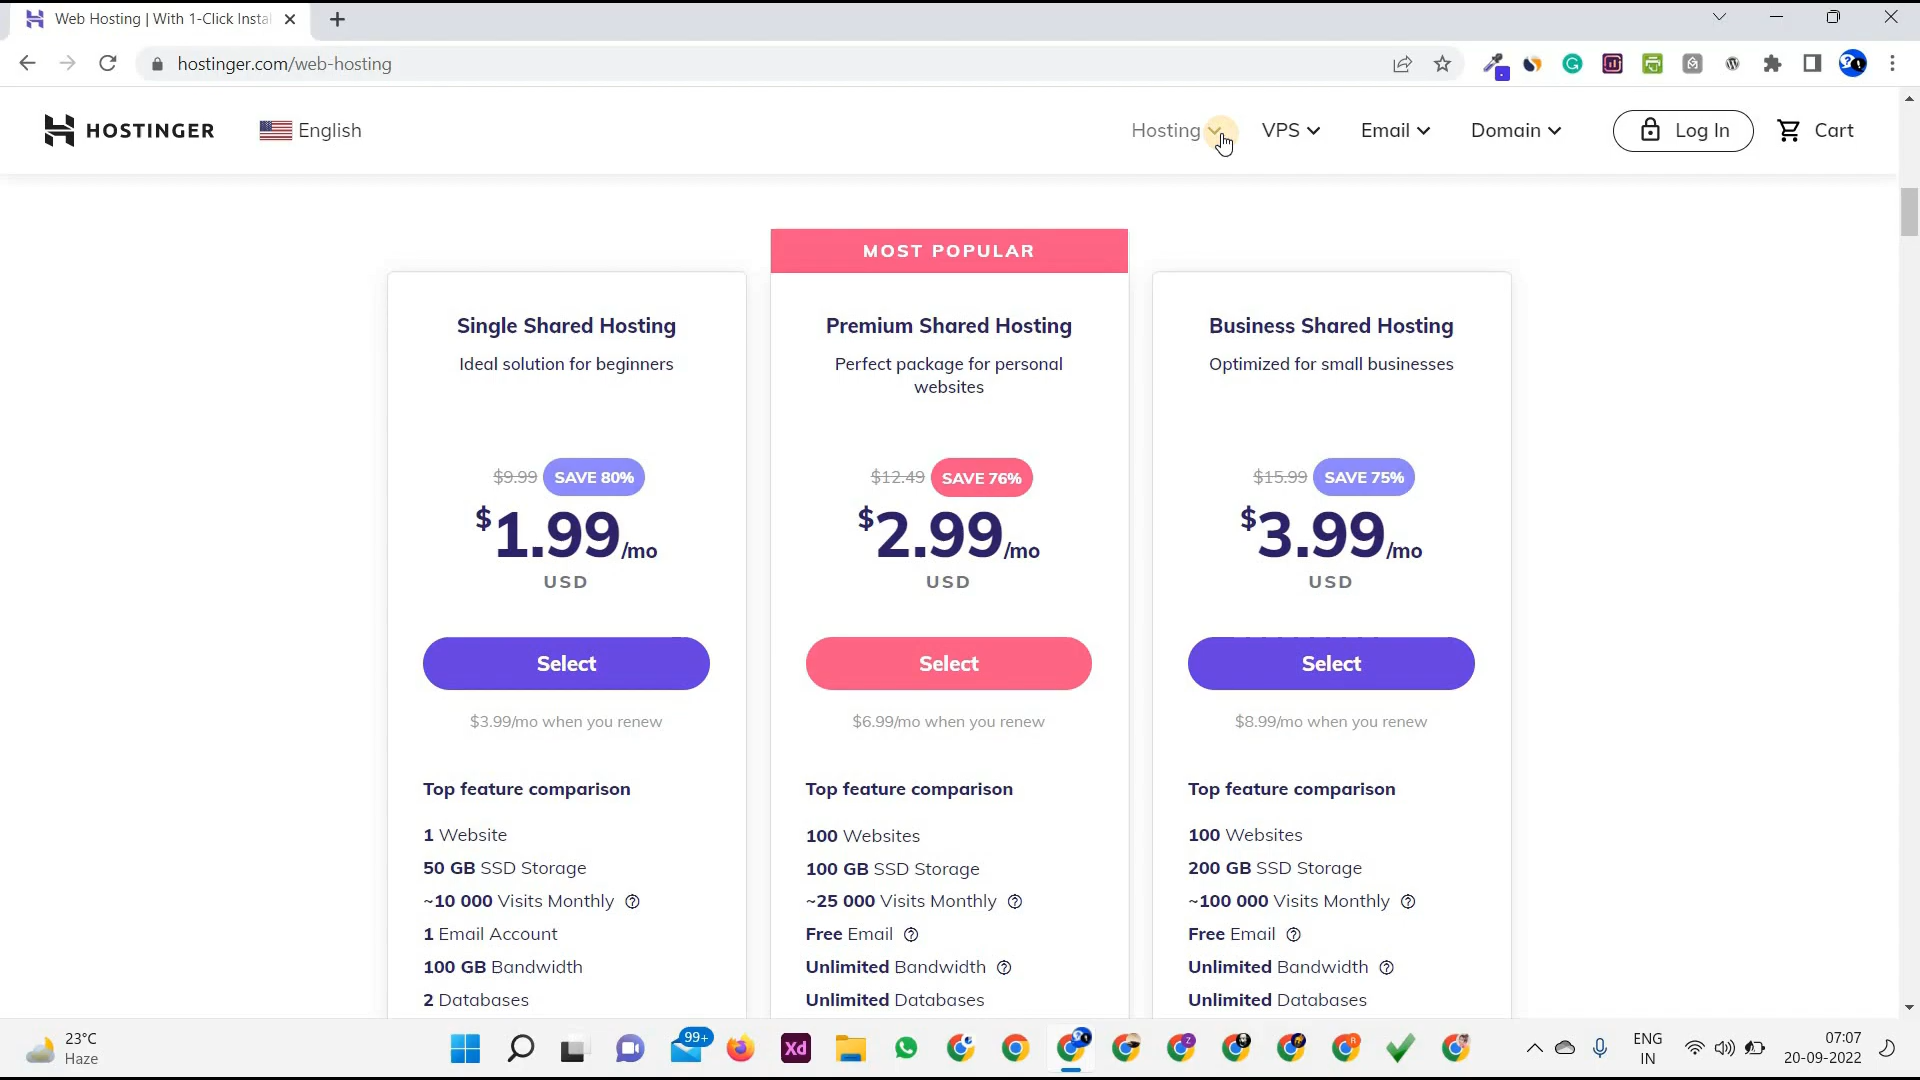 Web Hosting | With 1-Click Insta
hostinger.com/web-hosting
HOSTINGER
English
Hosting
VPS
Email
Domain
Log In
Cart
MOST POPULAR
Single Shared Hosting
Ideal solution for beginners
$9.99 SAVE 80%
$1.99/mo
USD
Select
$3.99/mo when you renew
Top feature comparison
1 Website
50 GB SSD Storage
~10 000 Visits Monthly
1 Email Account
100 GB Bandwidth
2 Databases
Premium Shared Hosting
Perfect package for personal
websites
$12.49 SAVE 76%
$2.99/mo
USD
Select
$6.99/mo when you renew
Top feature comparison
100 Websites
100 GB SSD Storage
~25 000 Visits Monthly
Free Email
Unlimited Bandwidth
Unlimited Databases
Business Shared Hosting
Optimized for small businesses
$15.99 SAVE 75%
$3.99/mo
USD
Select
$8.99/mo when you renew
Top feature comparison
100 Websites
200 GB SSD Storage
~100 000 Visits Monthly
Free Email
Unlimited Bandwidth
Unlimited Databases
23°C
Haze
99+
Xd
ENG
IN
07:07
20-09-2022